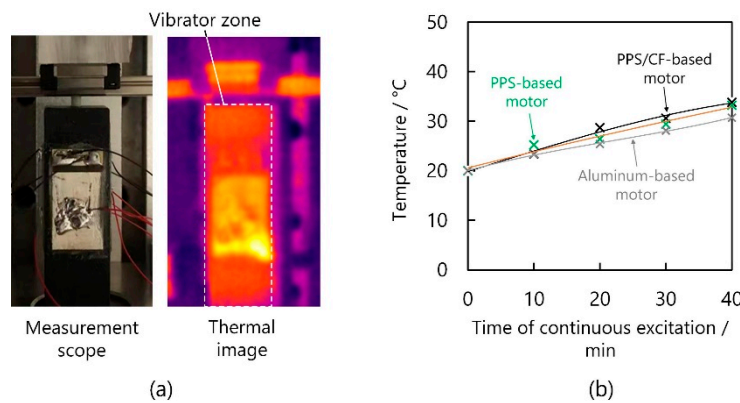 Vibrator zone
Measurement
scope
Thermal
image
(a)
50
40
30
20
10
0
Temperature / °C
PPS-based
motor
PPS/CF-based
motor
Aluminum-based
motor
0
10
20
30
40
Time of continuous excitation /
min
(b)